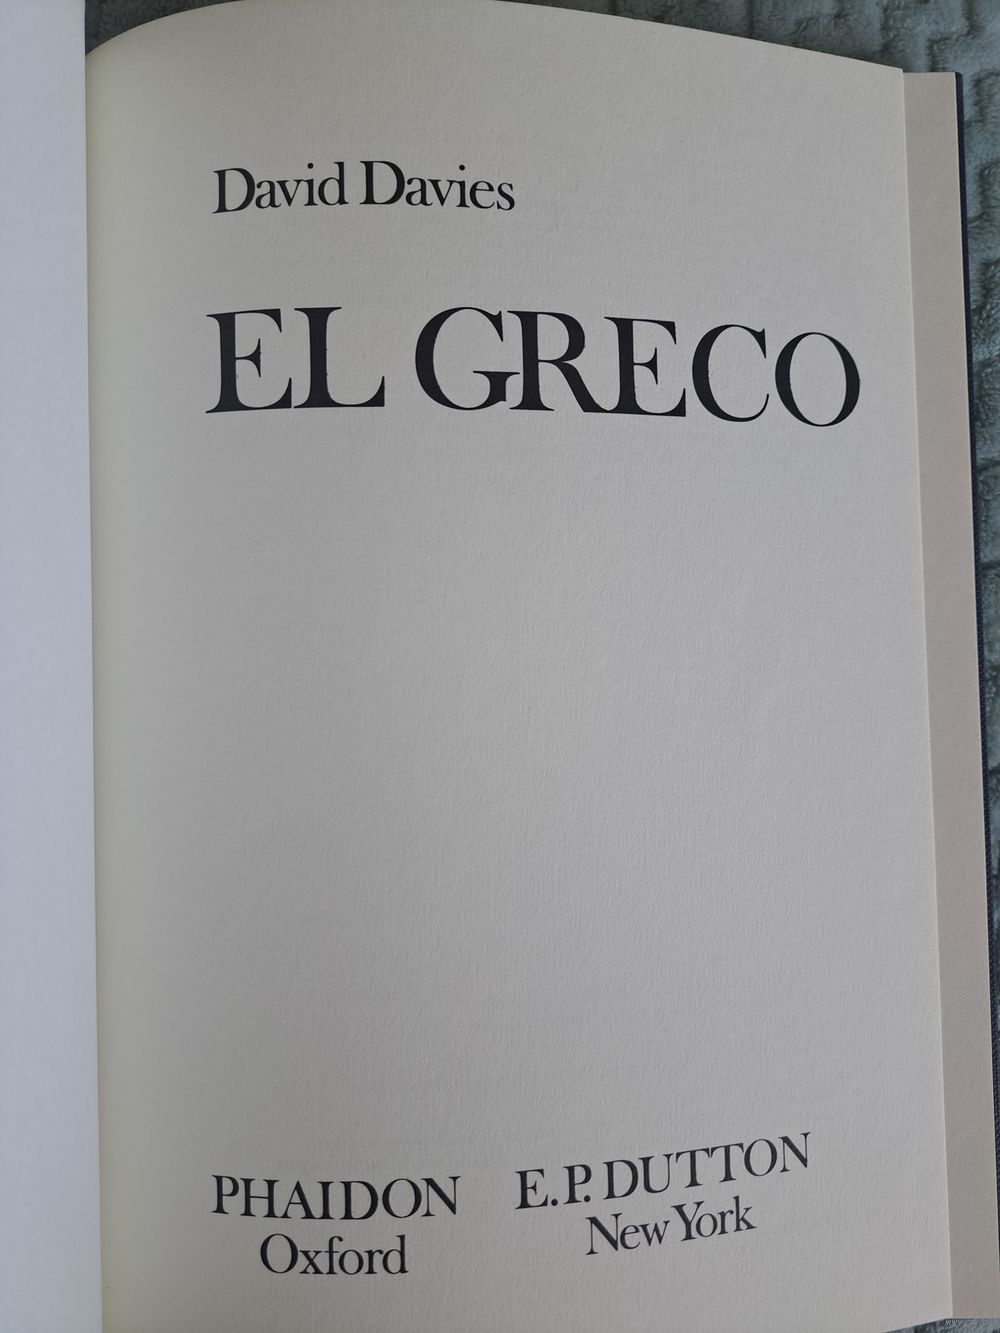 David Davies
EL GRECO
PHAIDON
Oxford
E.P. DUTTON
New York